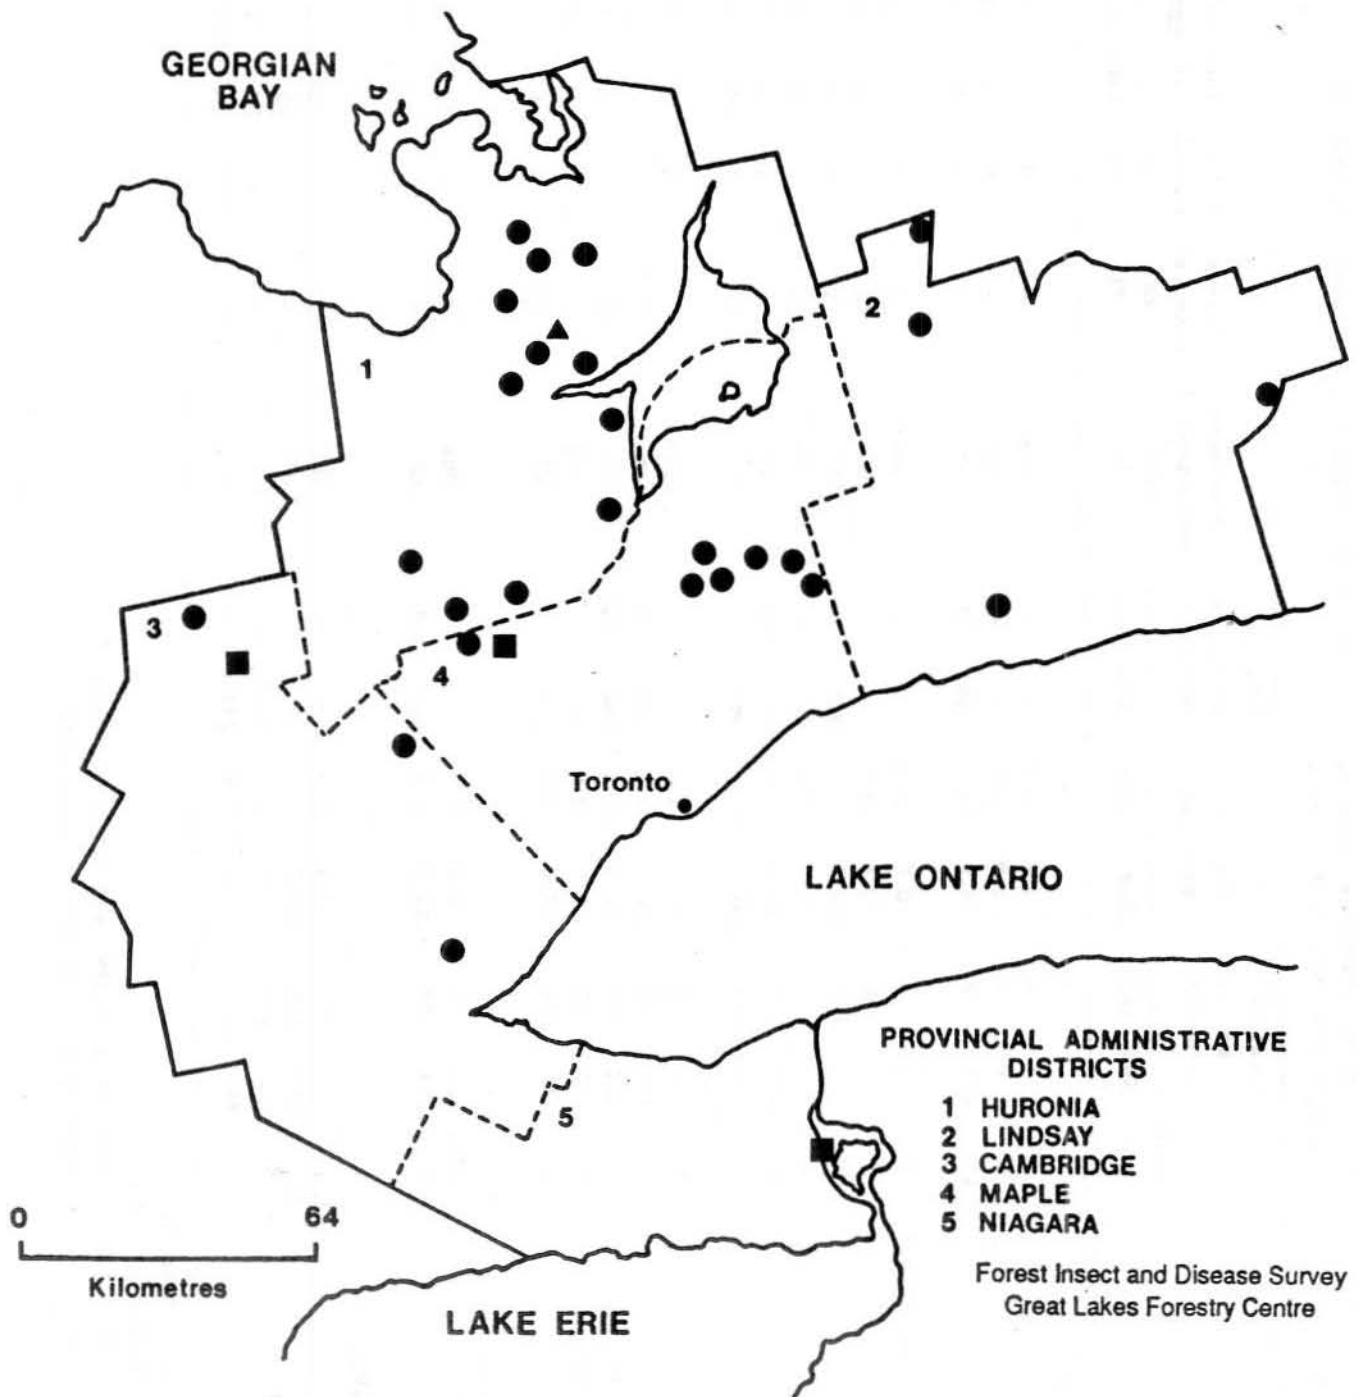 GEORGIAN
BAY
1
2
3
4
Toronto
LAKE ONTARIO
PROVINCIAL ADMINISTRATIVE
DISTRICTS
1 HURONIA
2 LINDSAY
3 CAMBRIDGE
4 MAPLE
5 NIAGARA
5
0 64
Kilometres
Forest Insect and Disease Survey
Great Lakes Forestry Centre
LAKE ERIE